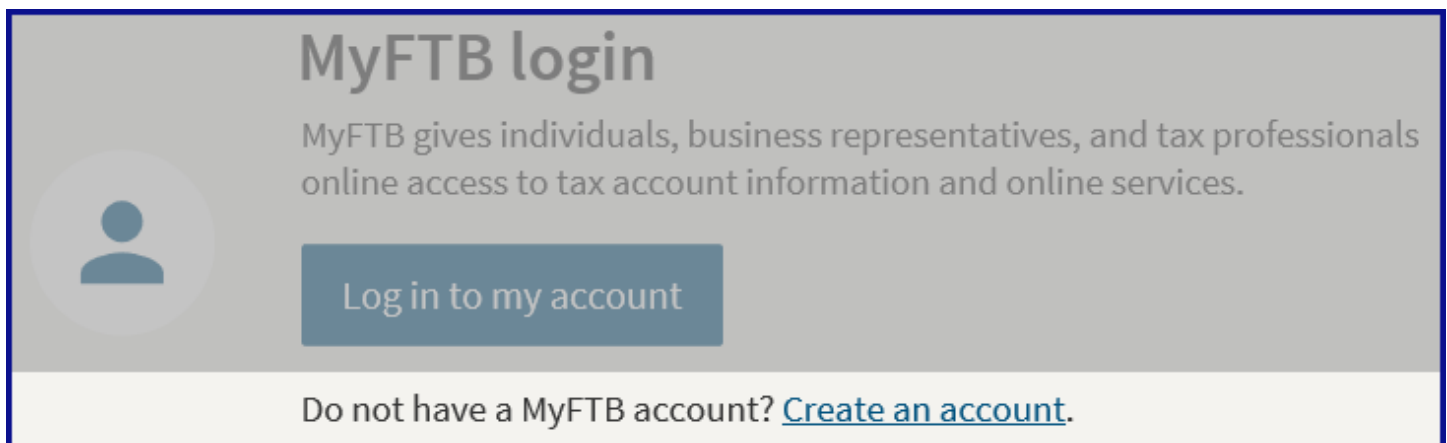 MyFTB login
MyFTB gives individuals, business representatives, and tax professionals
online access to tax account information and online services.
Log in to my account
Do not have a MyFTB account? Create an account.